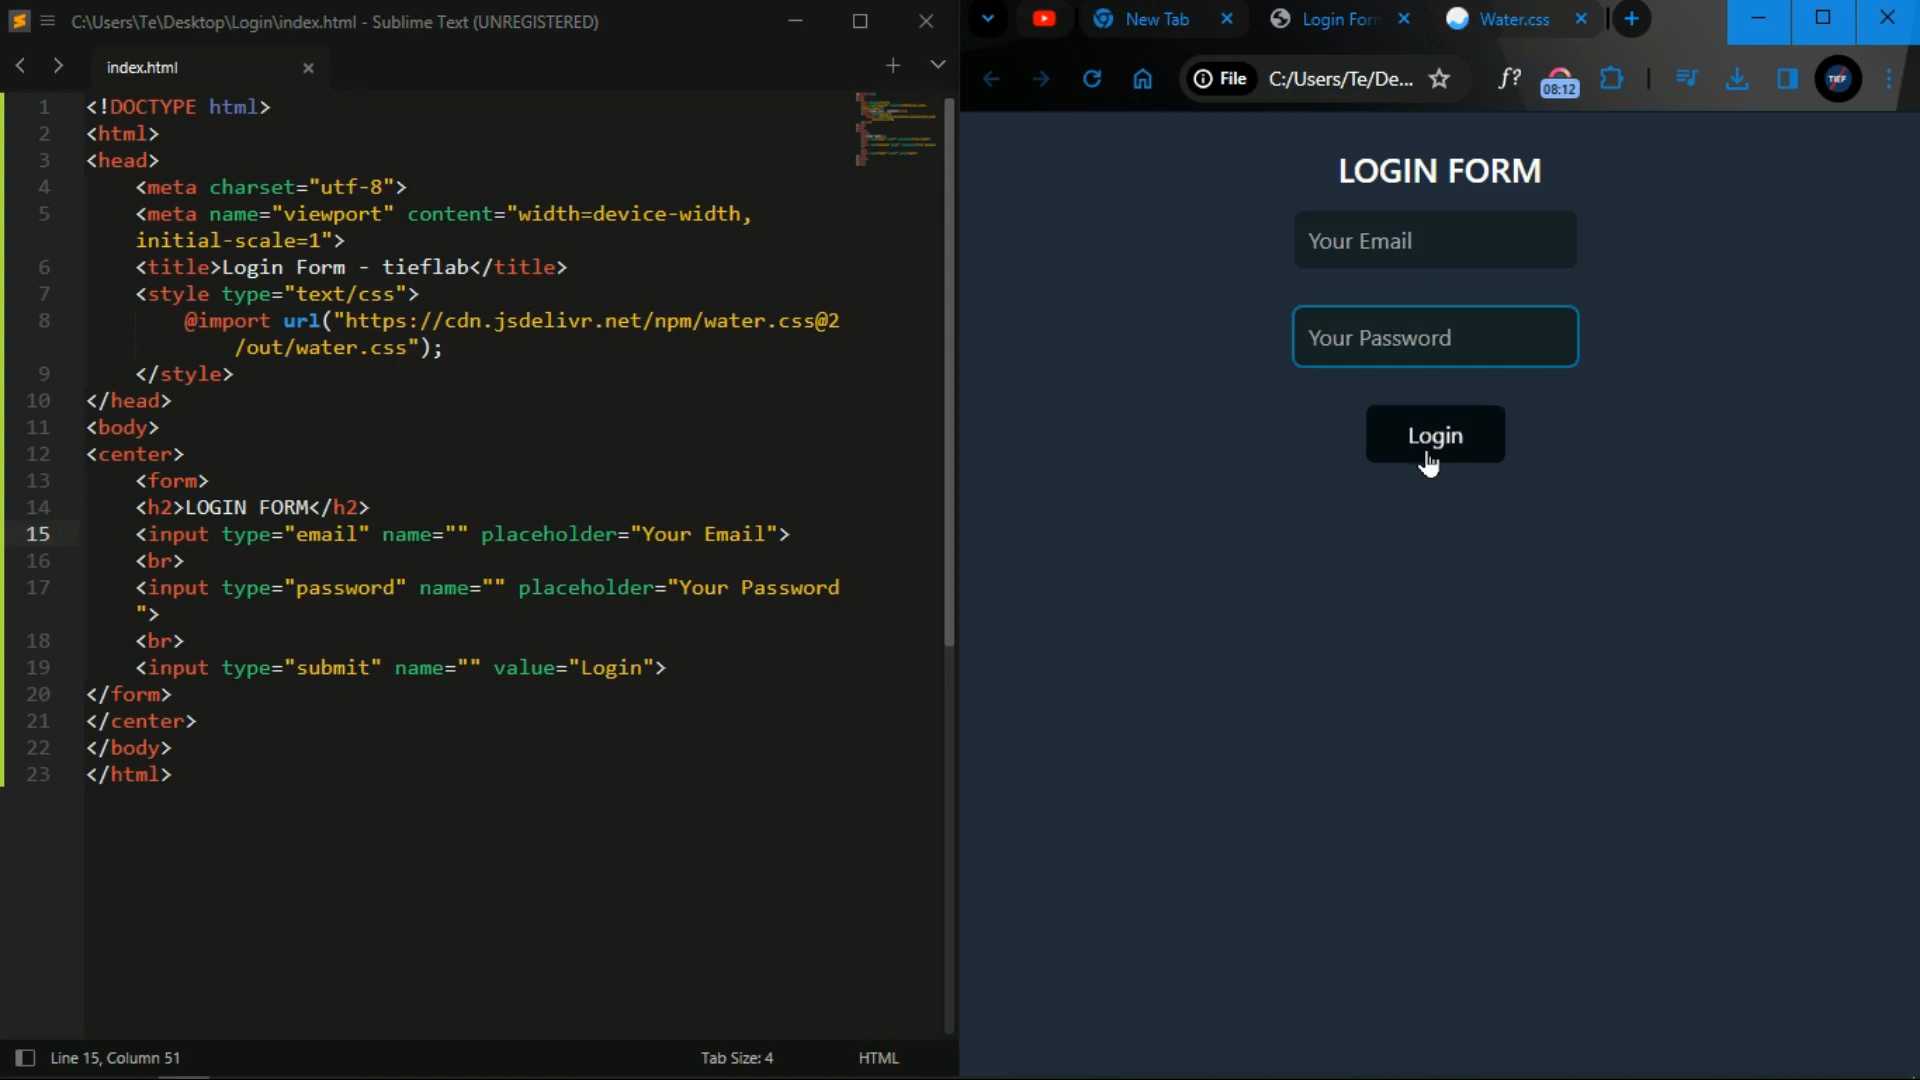 C:\Users\Te\Desktop\Login\index.html - Sublime Text (UNREGISTERED)
index.html
1 <!DOCTYPE html>
2 <html>
3 <head>
4 <meta charset="utf-8">
5 <meta name="viewport" content="width=device-width,
initial-scale=1">
6 <title>Login Form - tieflab</title>
7 <style type="text/css">
8 @import url("https://cdn.jsdelivr.net/npm/water.css@2
/out/water.css");
9 </style>
10 </head>
11 <body>
12 <center>
13 <form>
14 <h2>LOGIN FORM</h2>
15 <input type="email" name="" placeholder="Your Email">
16 <br>
17 <input type="password" name="" placeholder="Your Password
">
18 <br>
19 <input type="submit" name="" value="Login">
20 </form>
21 </center>
22 </body>
23 </html>
Line 15, Column 51
Tab Size: 4
HTML
New Tab
Login For
Water.css
File
C:/Users/Te/De...
f?
08:12
TIEF
LOGIN FORM
Your Email
Your Password
Login